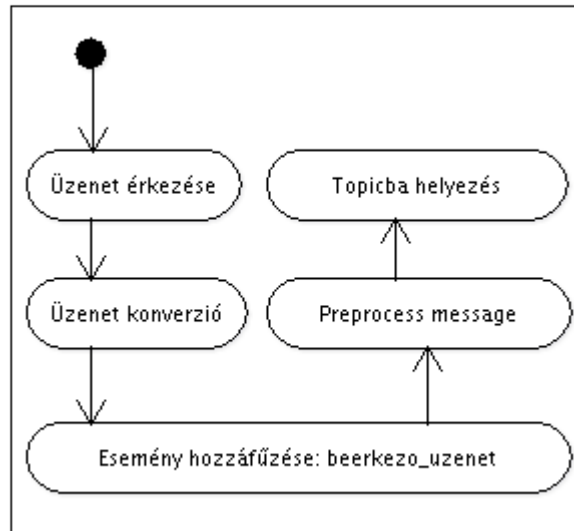 Üzenet érkezése
Üzenet konverzió
Esemény hozzáfűzése: beerkezo_uzenet
Preprocess message
Topicba helyezés